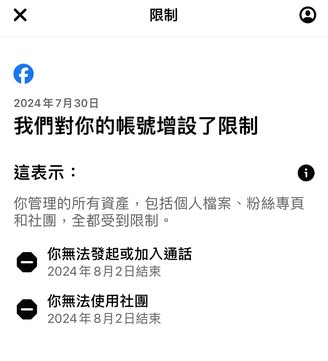 限制
2024年7月30日
我們對你的帳號增設了限制
這表示：
你管理的所有資產，包括個人檔案、粉絲專頁
和社團，全都受到限制。
你無法發起或加入通話
2024年8月2日結束
你無法使用社團
2024年8月2日結束